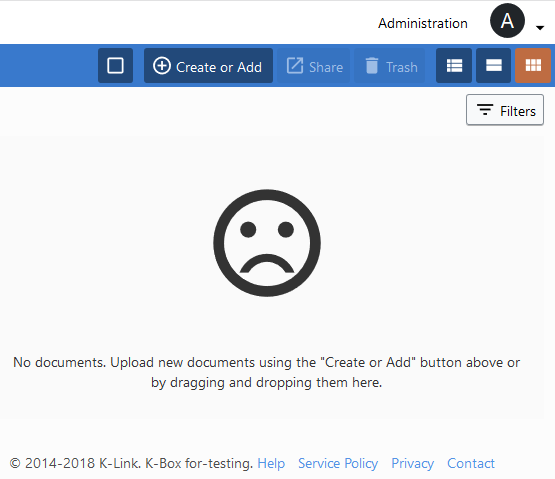 Administration
A
Create or Add
Share
Trash
Filters
No documents. Upload new documents using the "Create or Add" button above or
by dragging and dropping them here.
© 2014-2018 K-Link. K-Box for-testing. Help Service Policy Privacy Contact